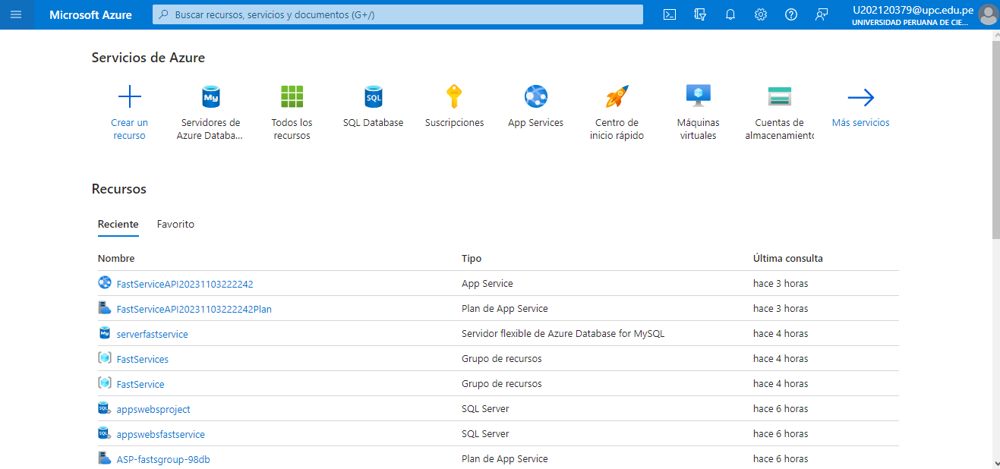 Microsoft Azure
Buscar recursos, servicios y documentos (G+/)
U202120379@upc.edu.pe
UNIVERSIDAD PERUANA DE CIE...
Servicios de Azure
Crear un
recurso
Servidores de
Azure Databa...
Todos los
recursos
SQL Database
Suscripciones
App Services
Centro de
inicio rápido
Máquinas
virtuales
Cuentas de
almacenamiento
Más servicios
Recursos
Reciente Favorito
Nombre Tipo Última consulta
FastServiceAPI20231103222242 App Service hace 3 horas
FastServiceAPI20231103222242Plan Plan de App Service hace 3 horas
serverfastservice Servidor flexible de Azure Database for MySQL hace 4 horas
FastServices Grupo de recursos hace 4 horas
FastService Grupo de recursos hace 4 horas
appswebsproject SQL Server hace 6 horas
appswebsfastservice SQL Server hace 6 horas
ASP-fastsgroup-98db Plan de App Service hace 6 horas